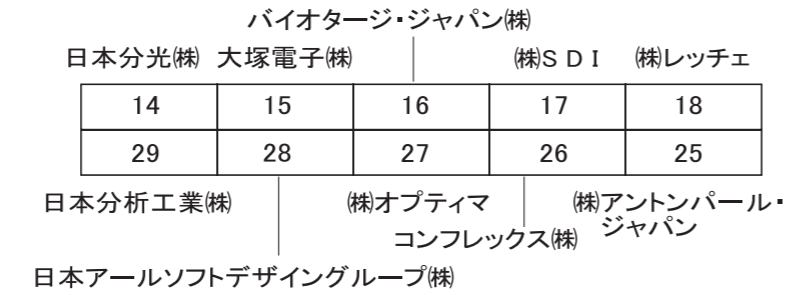 バイオタージ・ジャパン㈱
日本分光㈱ 大塚電子㈱ ㈱ＳＤＩ ㈱レッチェ
14 15 16 17 18
29 28 27 26 25
日本分析工業㈱ ㈱オプティマ ㈱アントンパール・
ジャパン
コンフレックス㈱
日本アールソフトデザイングループ㈱